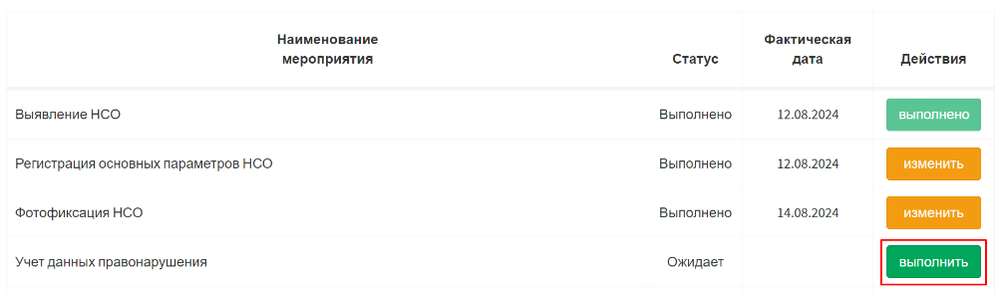 Наименование
мероприятия
Статус
Фактическая
дата
Действия
Выявление НСО Выполнено 12.08.2024 выполнено
Регистрация основных параметров НСО Выполнено 12.08.2024 изменить
Фотофиксация НСО Выполнено 14.08.2024 изменить
Учет данных правонарушения Ожидает выполнить